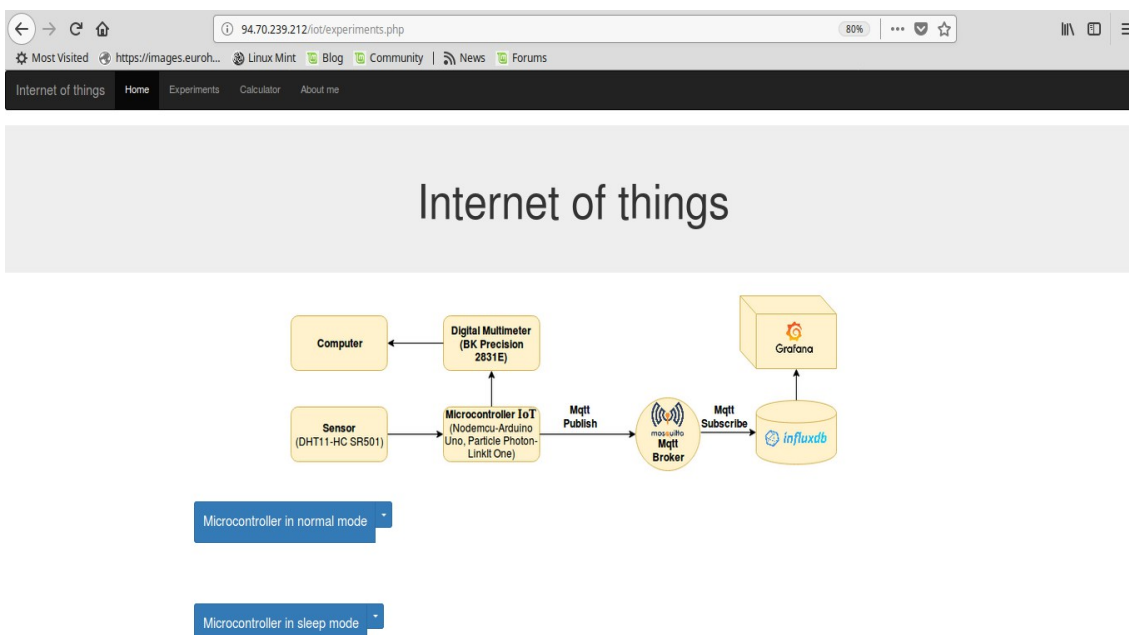 94.70.239.212/iot/experiments.php
80%
Most Visited https://images.euroh... Linux Mint Blog Community News Forums
Internet of things Home Experiments Calculator About me
Internet of things
Computer
Digital Multimeter
(BK Precision
2831E)
Grafana
Sensor
(DHT11-HC SR501)
Microcontroller IoT
(Nodemcu-Arduino
Uno, Particle Photon-
LinkIt One)
Mqtt
Publish
mosquitto
Mqtt
Broker
Mqtt
Subscribe
influxdb
Microcontroller in normal mode
Microcontroller in sleep mode